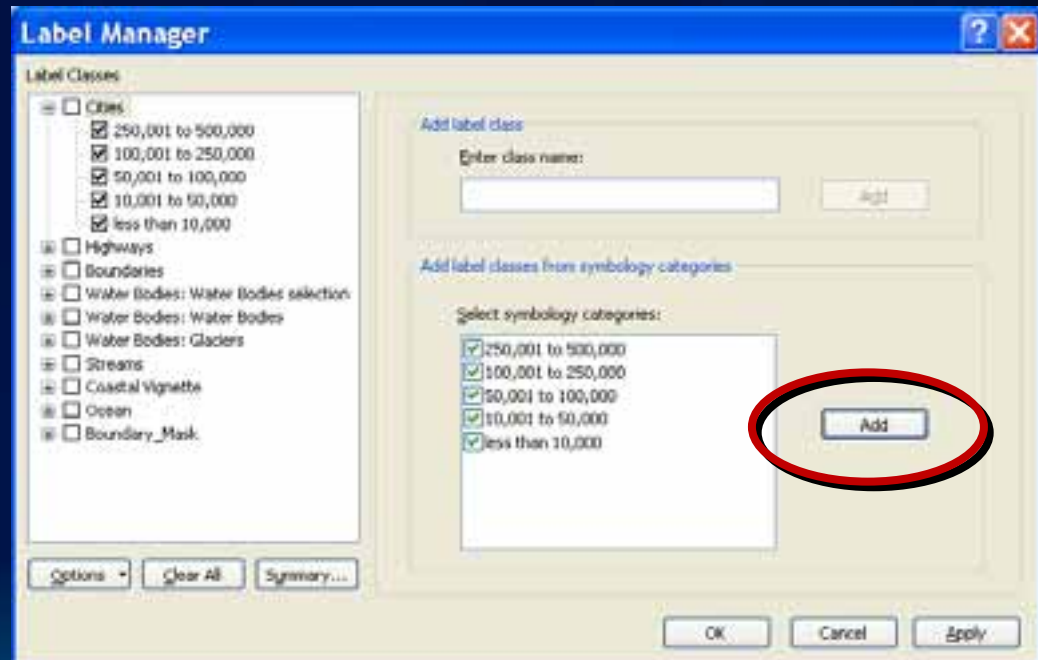 Label Manager
Label Classes
Cities
250,001 to 500,000
100,001 to 250,000
50,001 to 100,000
10,001 to 50,000
less than 10,000
Highways
Boundaries
Water Bodies: Water Bodies selection
Water Bodies: Water Bodies
Water Bodies: Glaciers
Streams
Coastal Vignette
Ocean
Boundary_Mask
Options
Clear All
Summary...
Add label class
Enter class name:
Add
Add label classes from symbology categories
Select symbology categories:
250,001 to 500,000
100,001 to 250,000
50,001 to 100,000
10,001 to 50,000
less than 10,000
Add
OK
Cancel
Apply